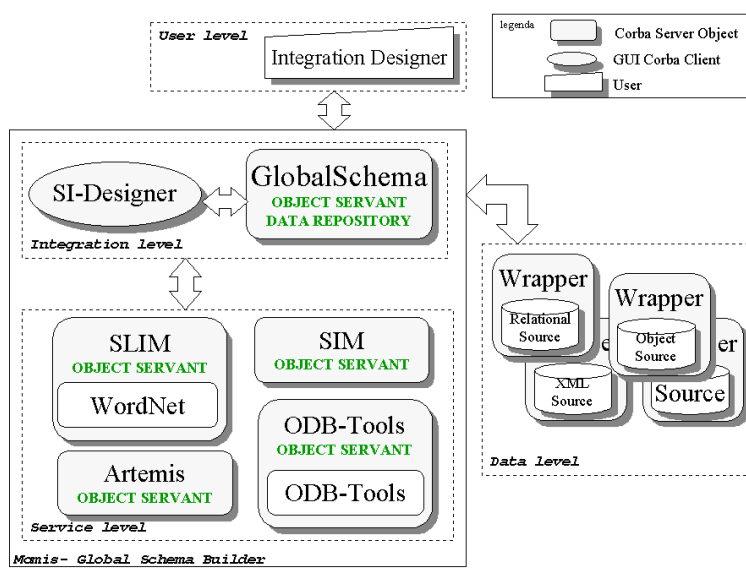 User level
Integration Designer
legenda
Corba Server Object
GUI Corba Client
User
SI-Designer
GlobalSchema
OBJECT SERVANT
DATA REPOSITORY
Integration level
SLIM
OBJECT SERVANT
WordNet
SIM
OBJECT SERVANT
Artemis
OBJECT SERVANT
ODB-Tools
OBJECT SERVANT
ODB-Tools
Service level
Momis- Global Schema Builder
Wrapper
Relational
Source
Wrapper
Object
Source
XML
Source
Source
Data level